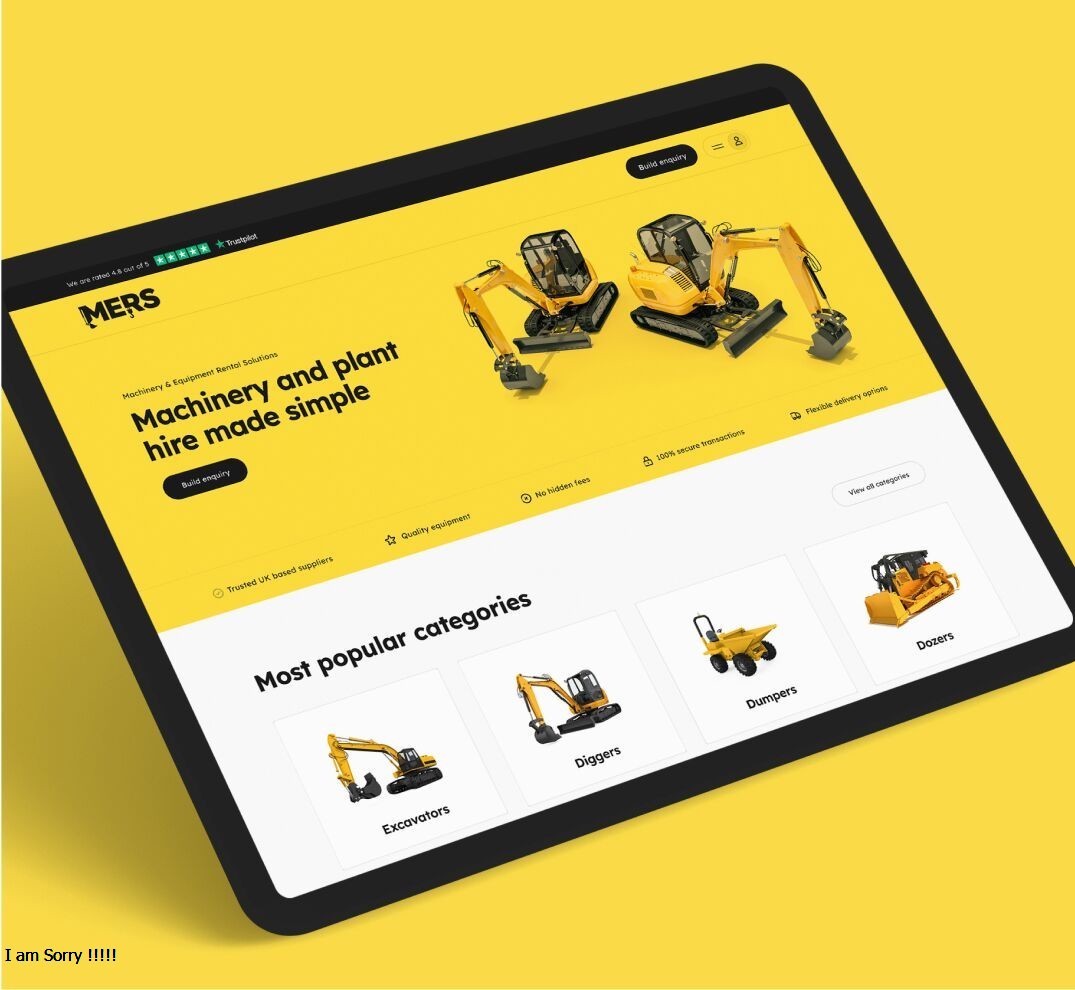 We are rated 4.8 out of 5 Trustpilot
MERS
Build enquiry
Machinery & Equipment Rental Solutions
Machinery and plant
hire made simple
Build enquiry
Trusted UK based suppliers
Quality equipment
No hidden fees
100% secure transactions
Flexible delivery options
Most popular categories
View all categories
Excavators
Diggers
Dumpers
Dozers
I am Sorry !!!!!